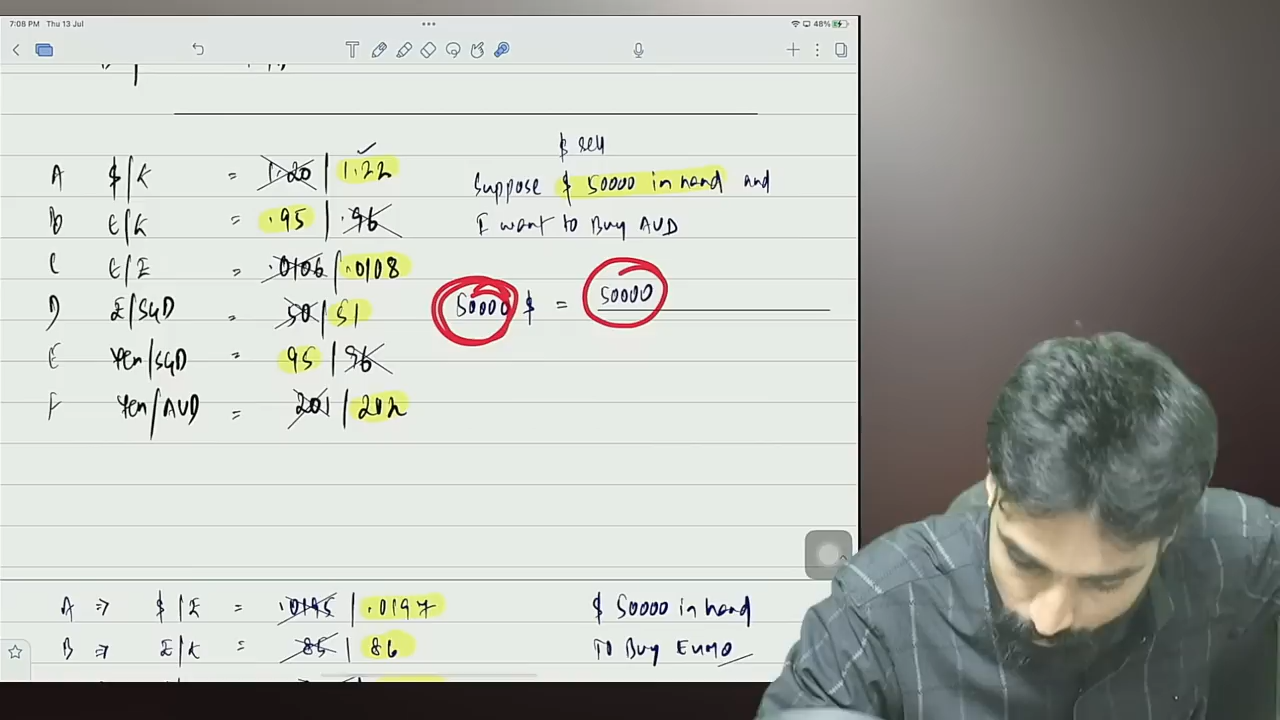 7:08 PM Thu 13 Jul
48%
A $/K = 1.20 | 1.22
B €/K = .95 | .96
C €/Σ = .0106 | .0108
D Σ/SGD = 50 | 51
E Yen/SGD = 95 | 96
F Yen/AUD = 201 | 202
$ sell
Suppose $ 50000 in hand and
I want to Buy AUD
50000 $ = 50000
A ⇒ $ | Σ = .0195 | .0197
B ⇒ Σ/K = 85 | 86
$ 50000 in hand
To Buy EURO